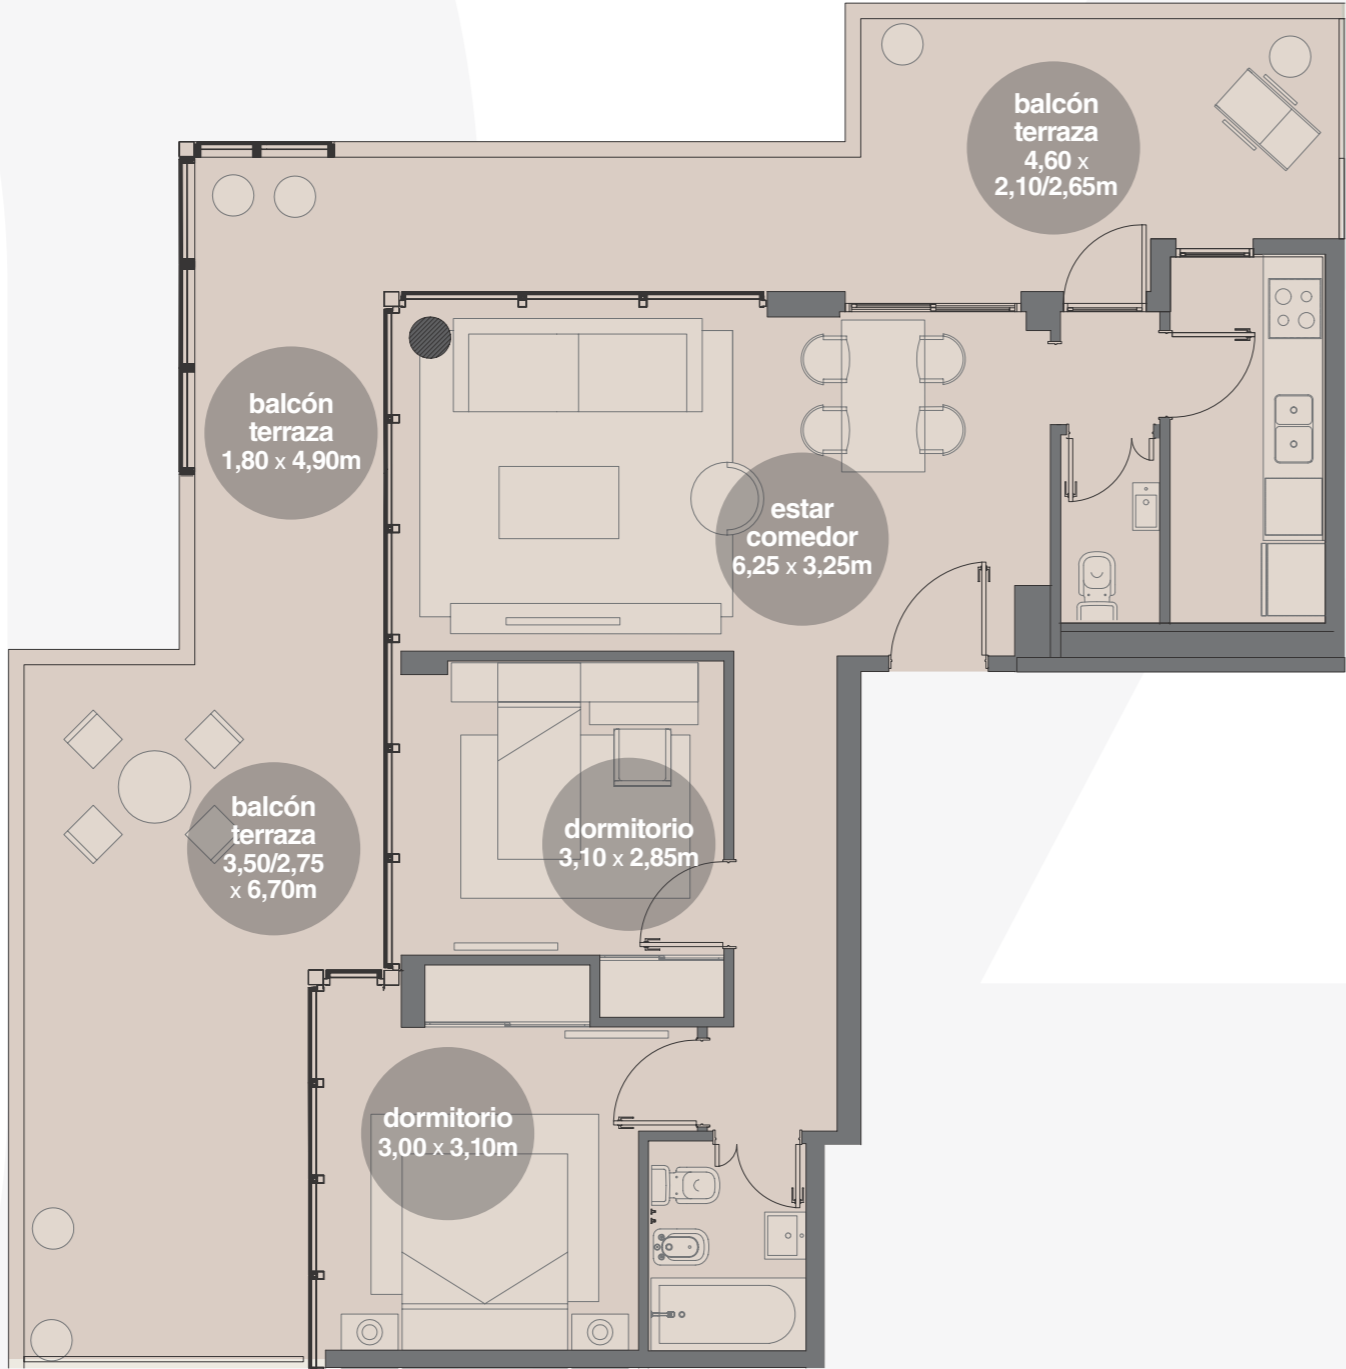 balcón
terraza
4,60 x
2,10/2,65m
balcón
terraza
1,80 x 4,90m
estar
comedor
6,25 x 3,25m
balcón
terraza
3,50/2,75
x 6,70m
dormitorio
3,10 x 2,85m
dormitorio
3,00 x 3,10m